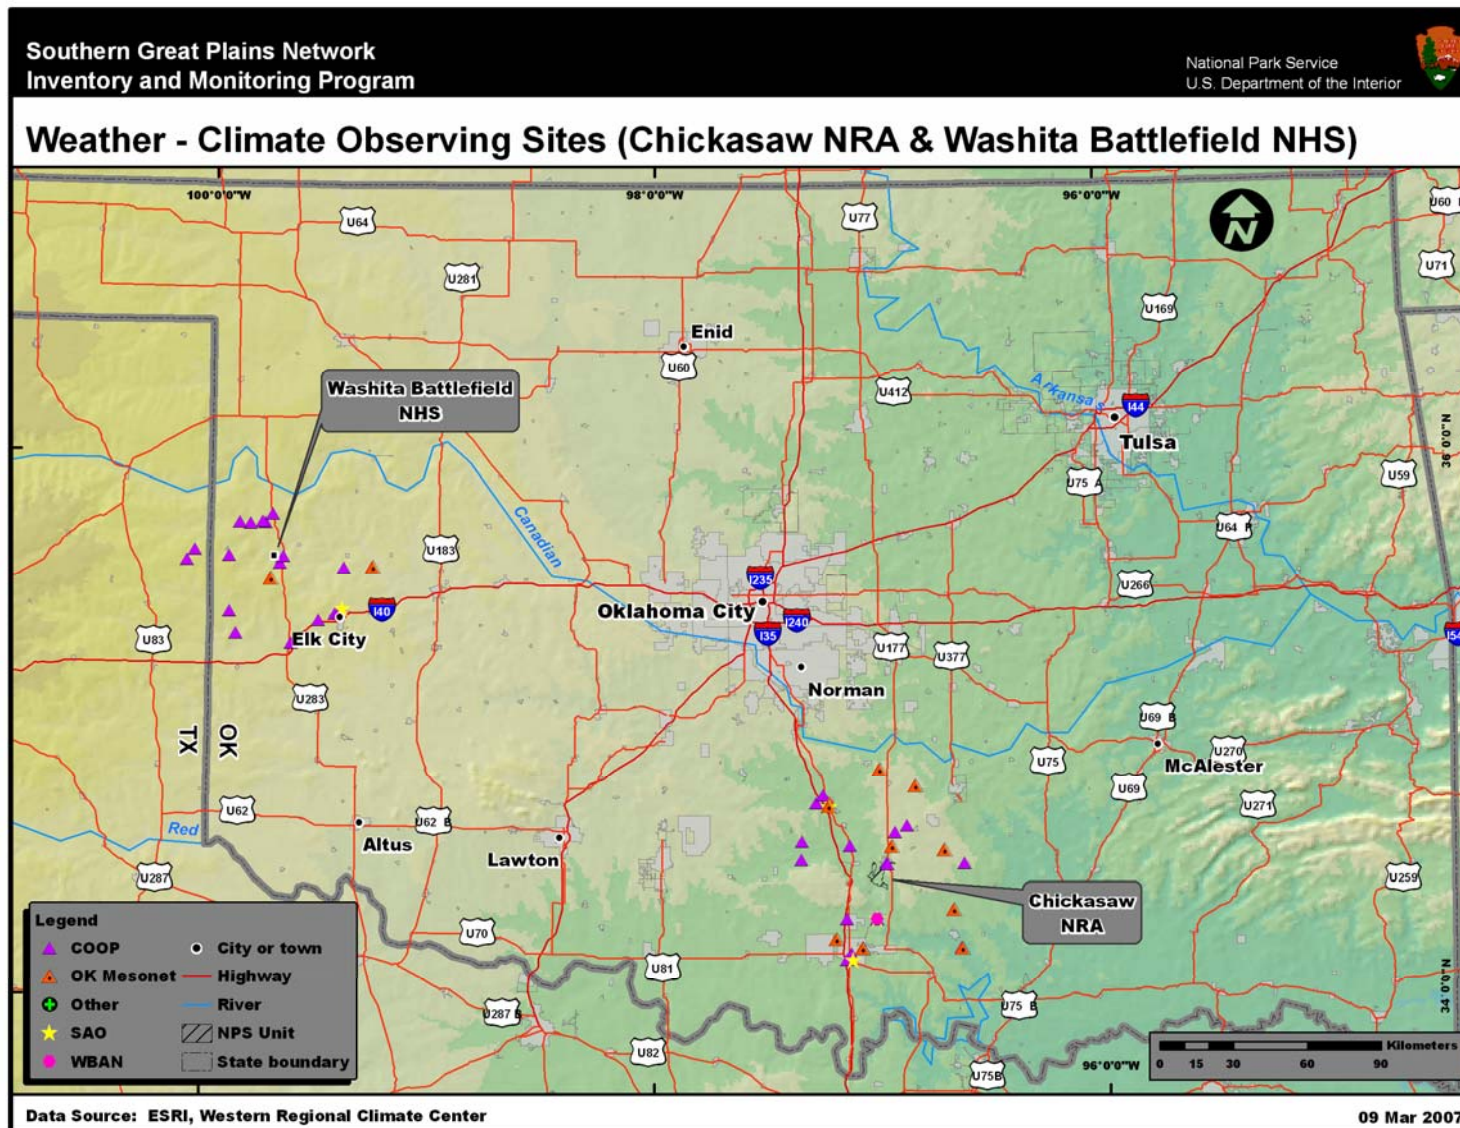 Southern Great Plains Network
Inventory and Monitoring Program
National Park Service
U.S. Department of the Interior
Weather - Climate Observing Sites (Chickasaw NRA & Washita Battlefield NHS)
100°0'0"W
98°0'0"W
96°0'0"W
U64
U77
U60
N
U281
U71
U169
Enid
U60
Washita Battlefield
NHS
U412
Arkansas
I44
Tulsa
36°0'0"N
U75 A
U59
Canadian
U64
U183
I235
U266
Oklahoma City
I40
I240
I35
I54
Elk City
U83
U177
U377
Norman
U283
TX
OK
U69 B
U270
McAlester
U75
U69
U271
U62
U62 B
Red
Altus
Lawton
U287
U259
Chickasaw
NRA
U70
U81
34°0'0"N
U75 B
U287 B
U82
U75B
96°0'0"W
Legend
COOP
City or town
OK Mesonet
Highway
Other
River
SAO
NPS Unit
WBAN
State boundary
Kilometers
0 15 30 60 90
Data Source: ESRI, Western Regional Climate Center
09 Mar 2007